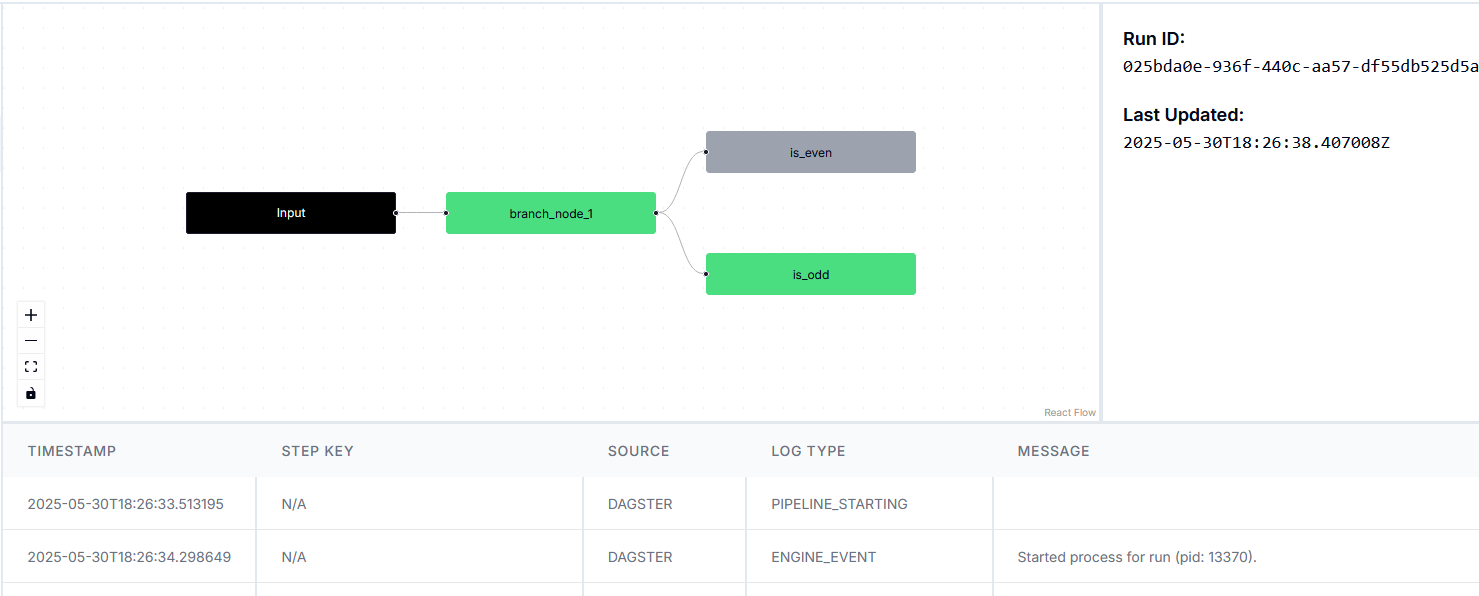 Run ID:
025bda0e-936f-440c-aa57-df55db525d5a
Last Updated:
2025-05-30T18:26:38.407008Z
is_even
Input
branch_node_1
is_odd
React Flow
TIMESTAMP STEP KEY SOURCE LOG TYPE MESSAGE
2025-05-30T18:26:33.513195 N/A DAGSTER PIPELINE_STARTING
2025-05-30T18:26:34.298649 N/A DAGSTER ENGINE_EVENT Started process for run (pid: 13370).